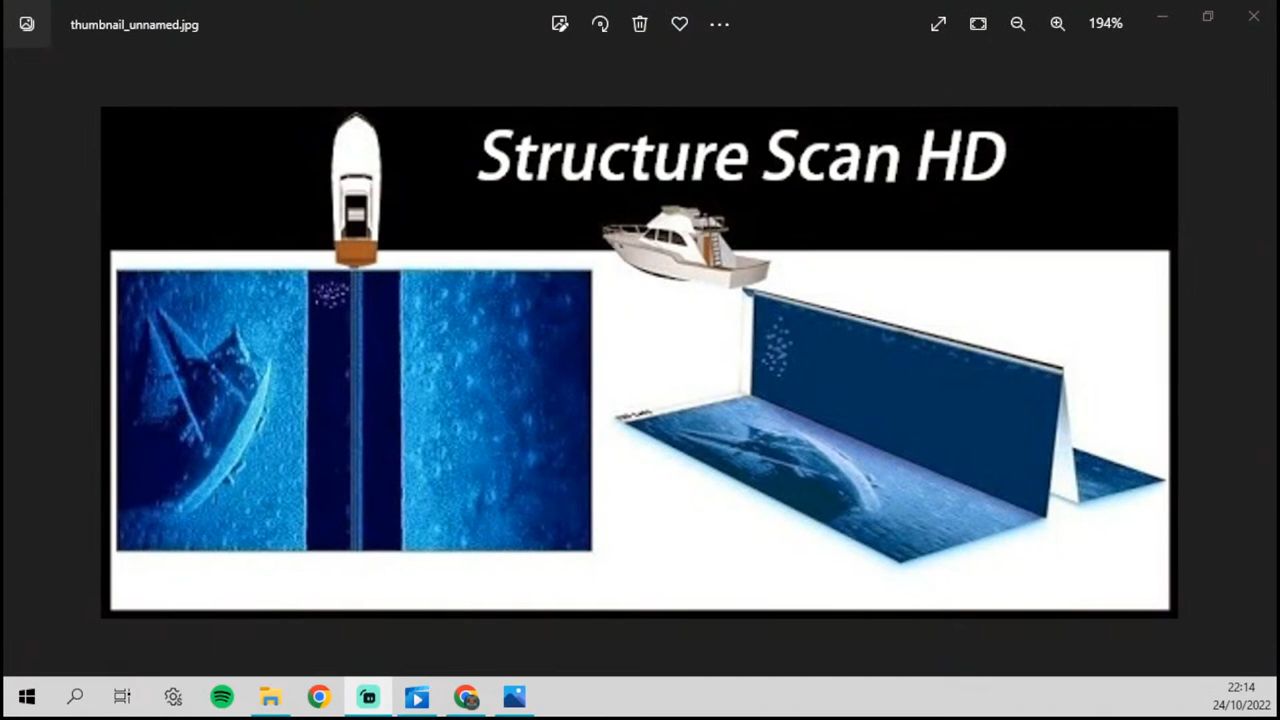 thumbnail_unnamed.jpg
194%
Structure Scan HD
22:14
24/10/2022